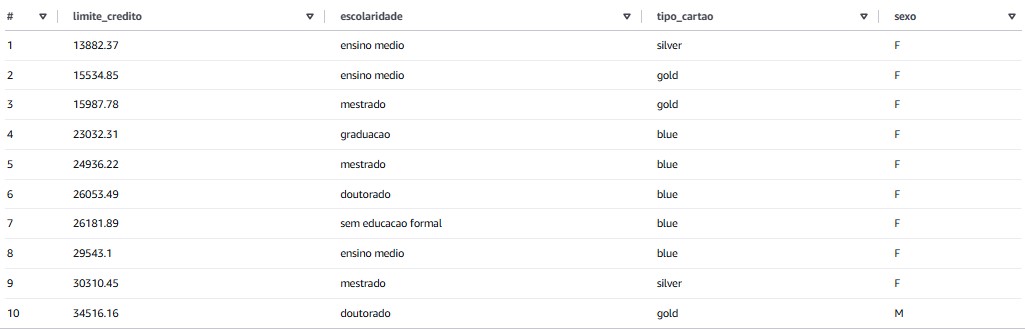 # limite_credito escolaridade tipo_cartao sexo
1 13882.37 ensino medio silver F
2 15534.85 ensino medio gold F
3 15987.78 mestrado gold F
4 23032.31 graduacao blue F
5 24936.22 mestrado blue F
6 26053.49 doutorado blue F
7 26181.89 sem educacao formal blue F
8 29543.1 ensino medio blue F
9 30310.45 mestrado silver F
10 34516.16 doutorado gold M